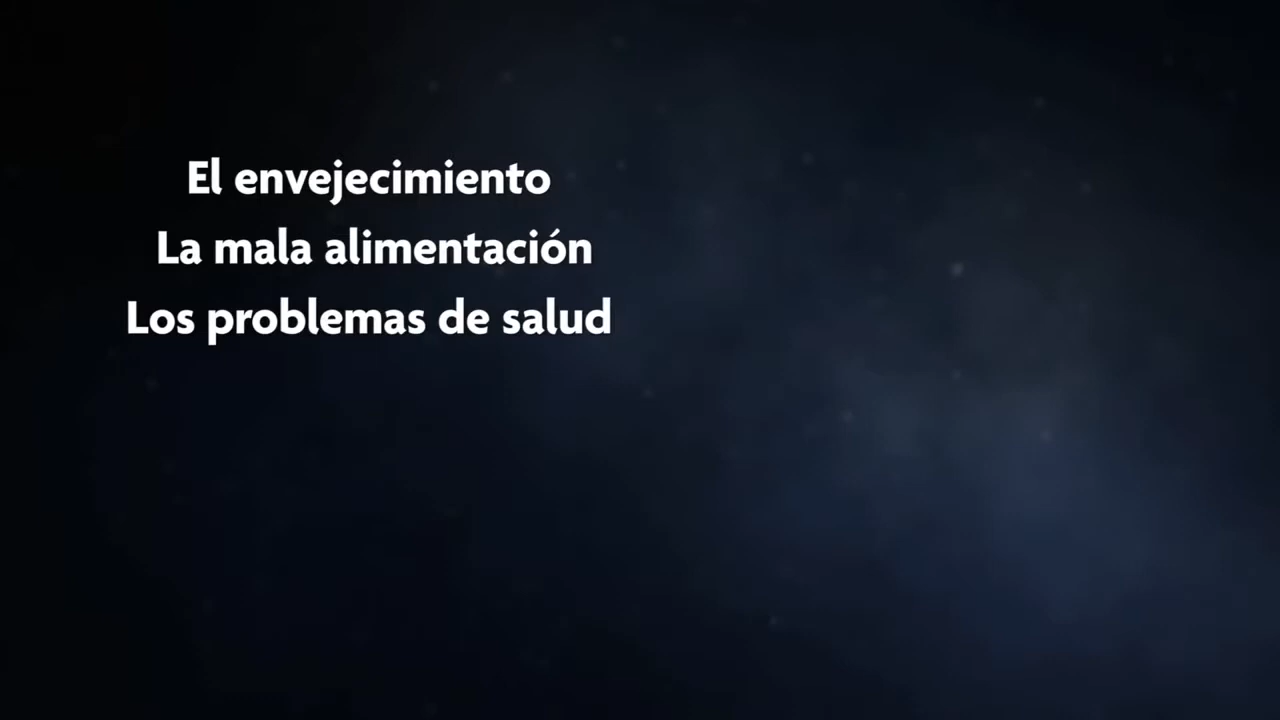 El envejecimiento
La mala alimentación
Los problemas de salud